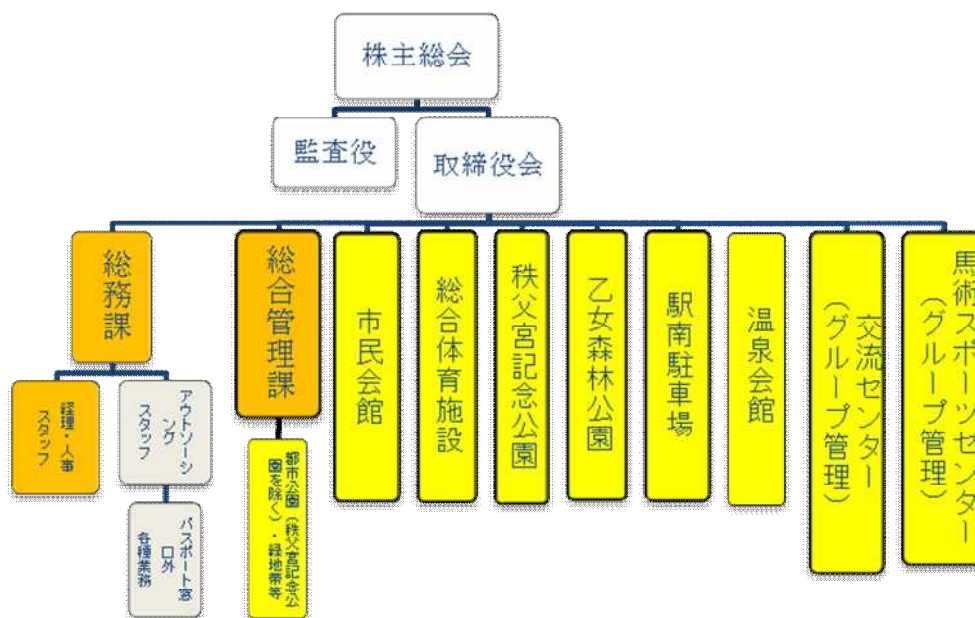 株主総会
監査役
取締役会
総務課
総合管理課
市民会館
総合体育施設
秩父宮記念公園
乙女森林公園
駅南駐車場
温泉会館
交流センター
(グループ管理)
馬術スポーツセンター
(グループ管理)
経理・人事
スタッフ
アウトソーシ
ング
スタッフ
都市公園(秩父宮記念公
園を除く)・緑地帯等
パスポート窓
口外
各種業務